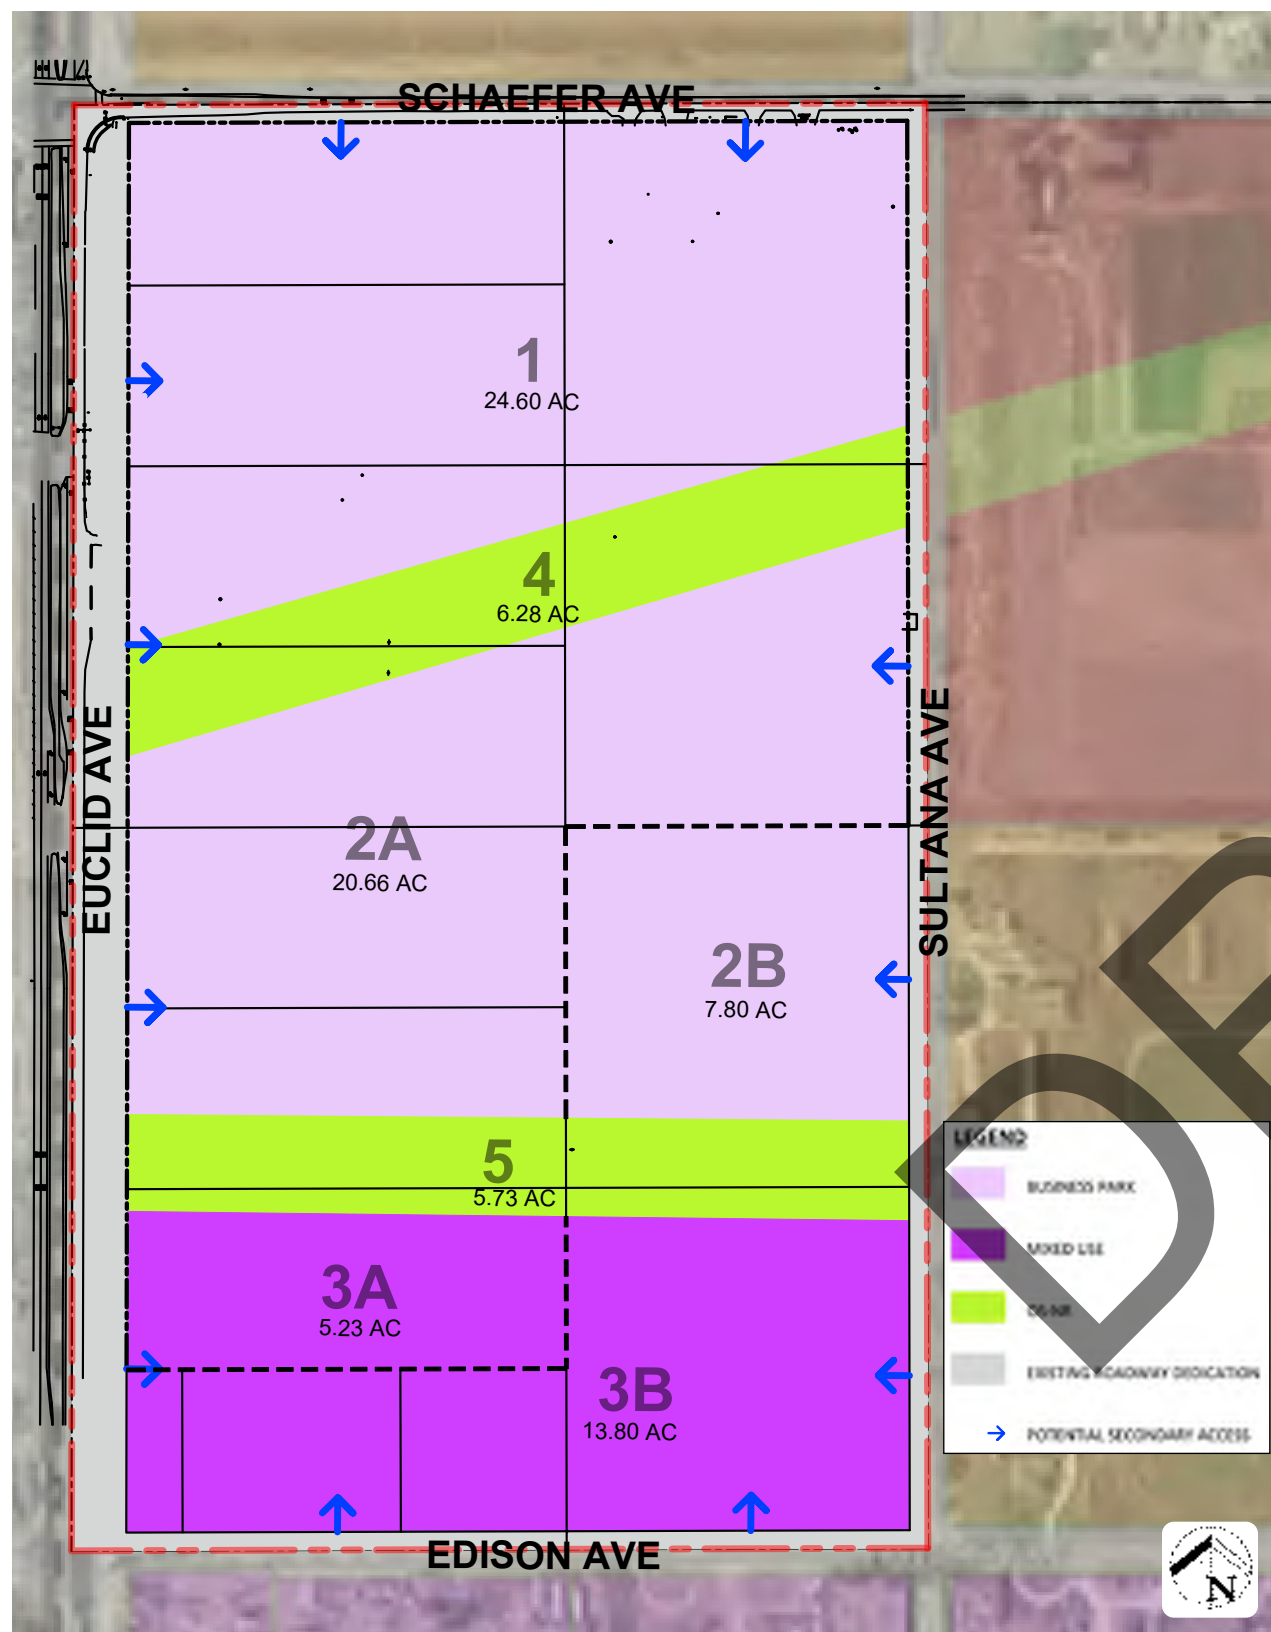 SCHAEFER AVE
1
24.60 AC
4
6.28 AC
EUCLID AVE
SULTANA AVE
2A
20.66 AC
2B
7.80 AC
5
5.73 AC
3A
5.23 AC
3B
13.80 AC
EDISON AVE
LEGEND
BUSINESS PARK
MIXED USE
EXISTING ROADWAY DEDICATION
POTENTIAL SECONDARY ACCESS
N